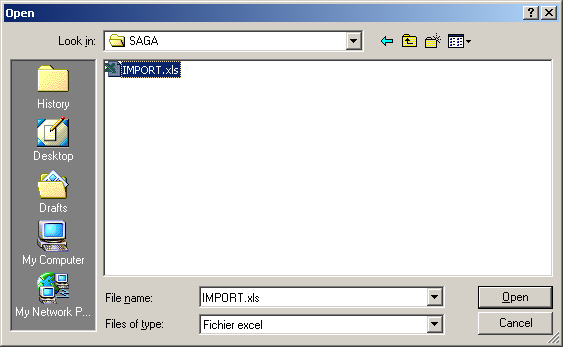 Open
Look in: SAGA
IMPORT.xls
History
Desktop
Drafts
My Computer
My Network P...
File name: IMPORT.xls Open
Files of type: Fichier excel Cancel